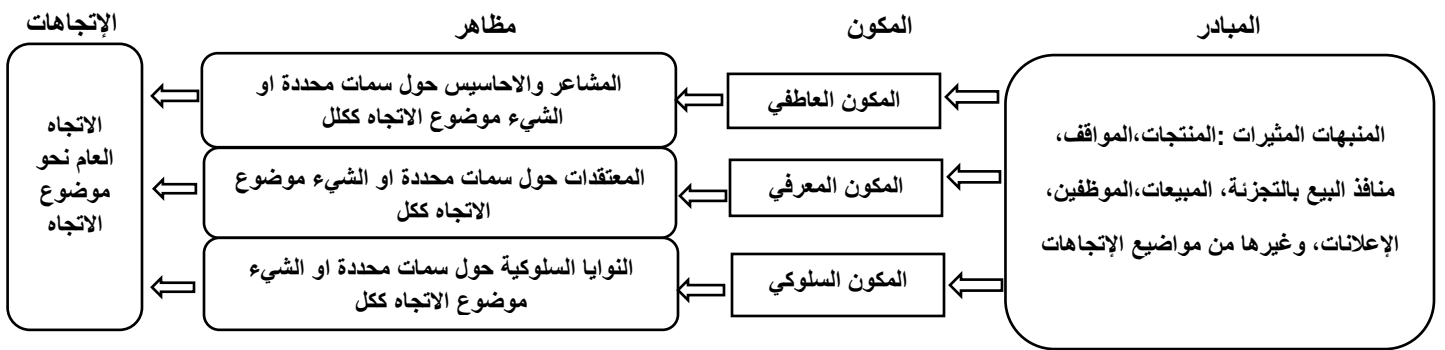 المبادر
المكون
مظاهر
الإتجاهات
المنبهات المثيرات :المنتجات،المواقف،
منافذ البيع بالتجزئة، المبيعات،الموظفين،
الإعلانات، وغيرها من مواضيع الإتجاهات
المكون العاطفي
المكون المعرفي
المكون السلوكي
المشاعر والاحاسيس حول سمات محددة او
الشيء موضوع الاتجاه ككلل
المعتقدات حول سمات محددة او الشيء موضوع
الاتجاه ككل
النوايا السلوكية حول سمات محددة او الشيء
موضوع الاتجاه ككل
الاتجاه
العام نحو
موضوع
الاتجاه